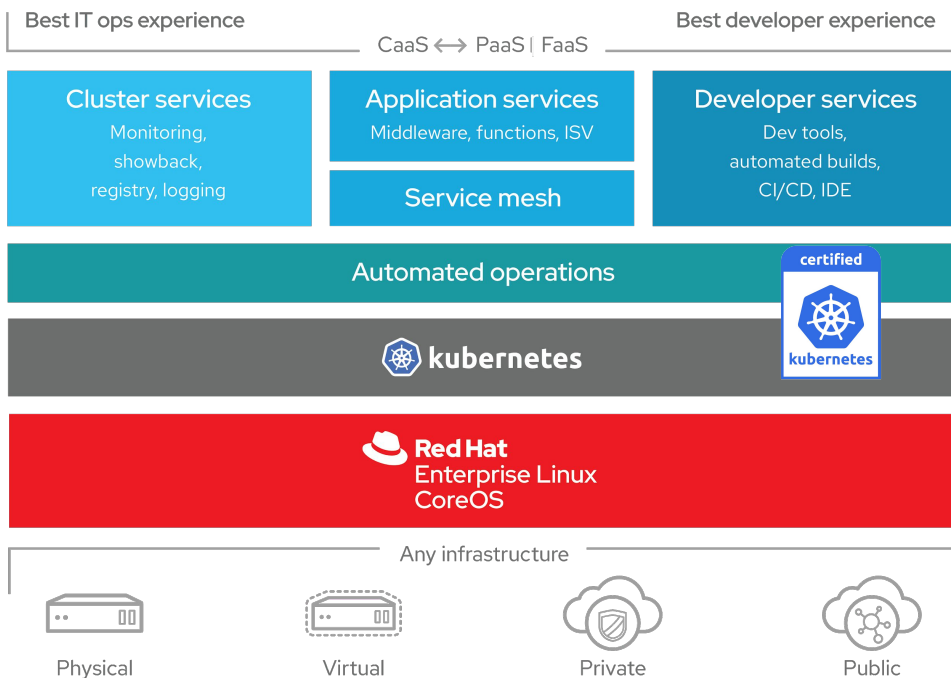 Best IT ops experience
Best developer experience
CaaS ↔ PaaS | FaaS
Cluster services
Monitoring,
showback,
registry, logging
Application services
Middleware, functions, ISV
Service mesh
Developer services
Dev tools,
automated builds,
CI/CD, IDE
Automated operations
certified
kubernetes
kubernetes
Red Hat
Enterprise Linux
CoreOS
Any infrastructure
Physical
Virtual
Private
Public